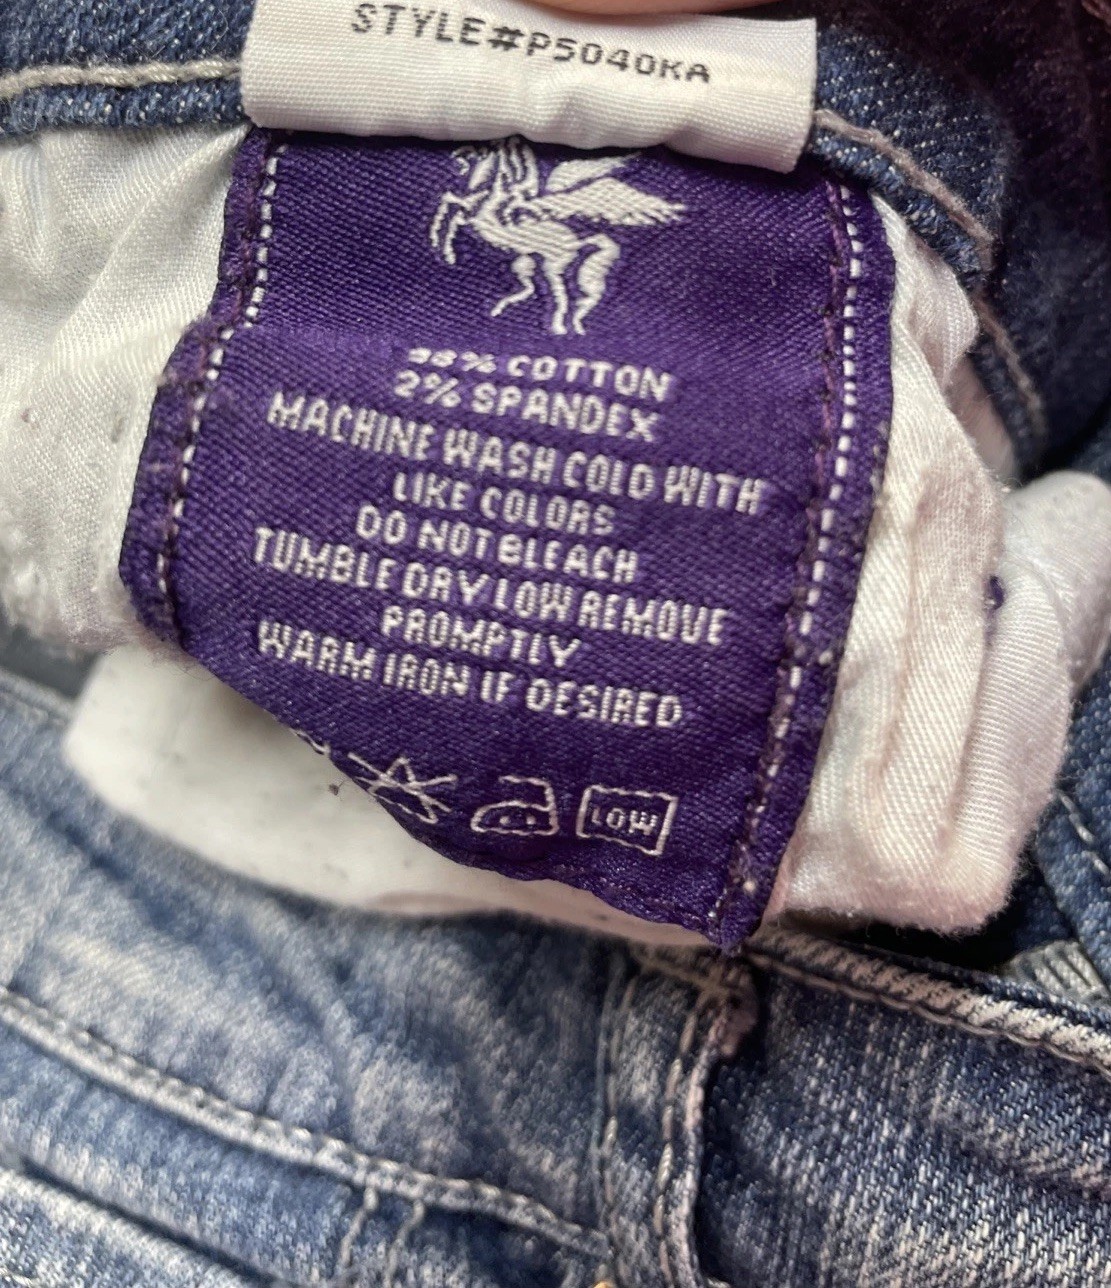 STYLE#P5040KA
98% COTTON
2% SPANDEX
MACHINE WASH COLD WITH
LIKE COLORS
DO NOT BLEACH
TUMBLE DRY LOW REMOVE
PROMPTLY
WARM IRON IF DESIRED
LOW